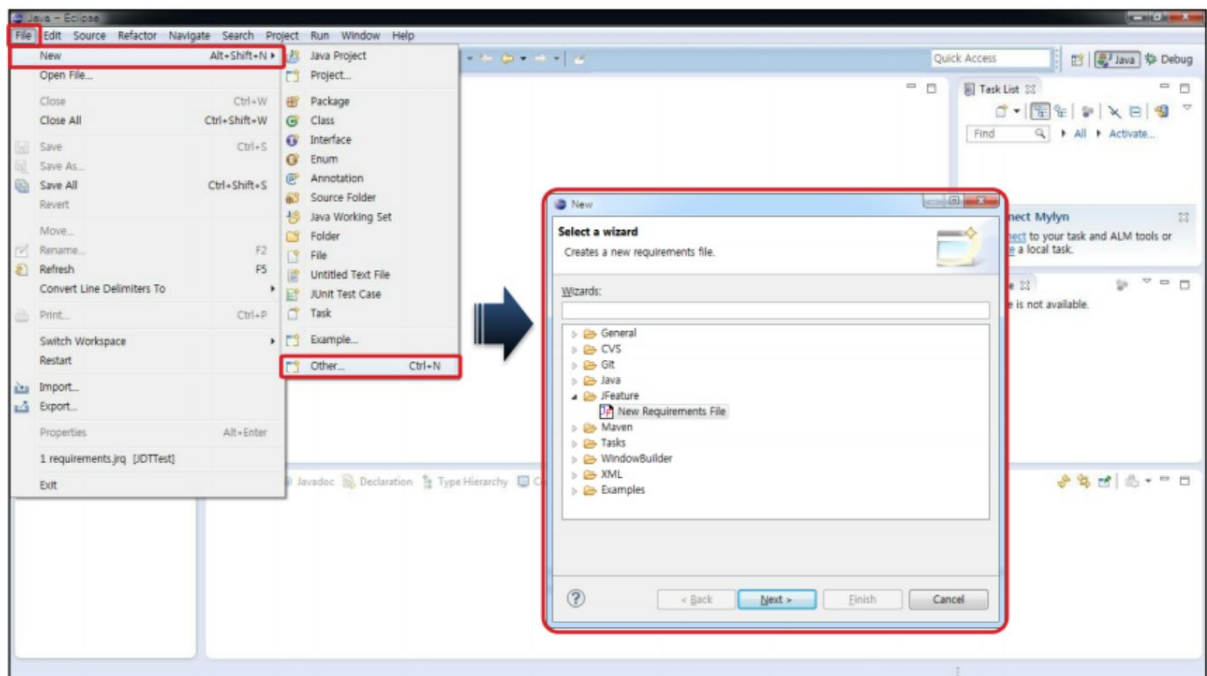 Java - Eclipse
File Edit Source Refactor Navigate Search Project Run Window Help
New Alt+Shift+N
Open File...
Close Ctrl+W
Close All Ctrl+Shift+W
Save Ctrl+S
Save As...
Save All Ctrl+Shift+S
Revert
Move...
Rename... F2
Refresh F5
Convert Line Delimiters To
Print... Ctrl+P
Switch Workspace
Restart
Import...
Export...
Properties Alt+Enter
1 requirements.jrq [JDTTest]
Exit
Java Project
Project...
Package
Class
Interface
Enum
Annotation
Source Folder
Java Working Set
Folder
File
Untitled Text File
JUnit Test Case
Task
Example...
Other... Ctrl+N
Quick Access
Java Debug
Task List
Find All Activate...
nect Mylyn
nect to your task and ALM tools or
e a local task.
e is not available.
Javadoc Declaration Type Hierarchy
New
Select a wizard
Creates a new requirements file.
Wizards:
General
CVS
Git
Java
JFeature
New Requirements File
Maven
Tasks
WindowBuilder
XML
Examples
< Back Next > Finish Cancel